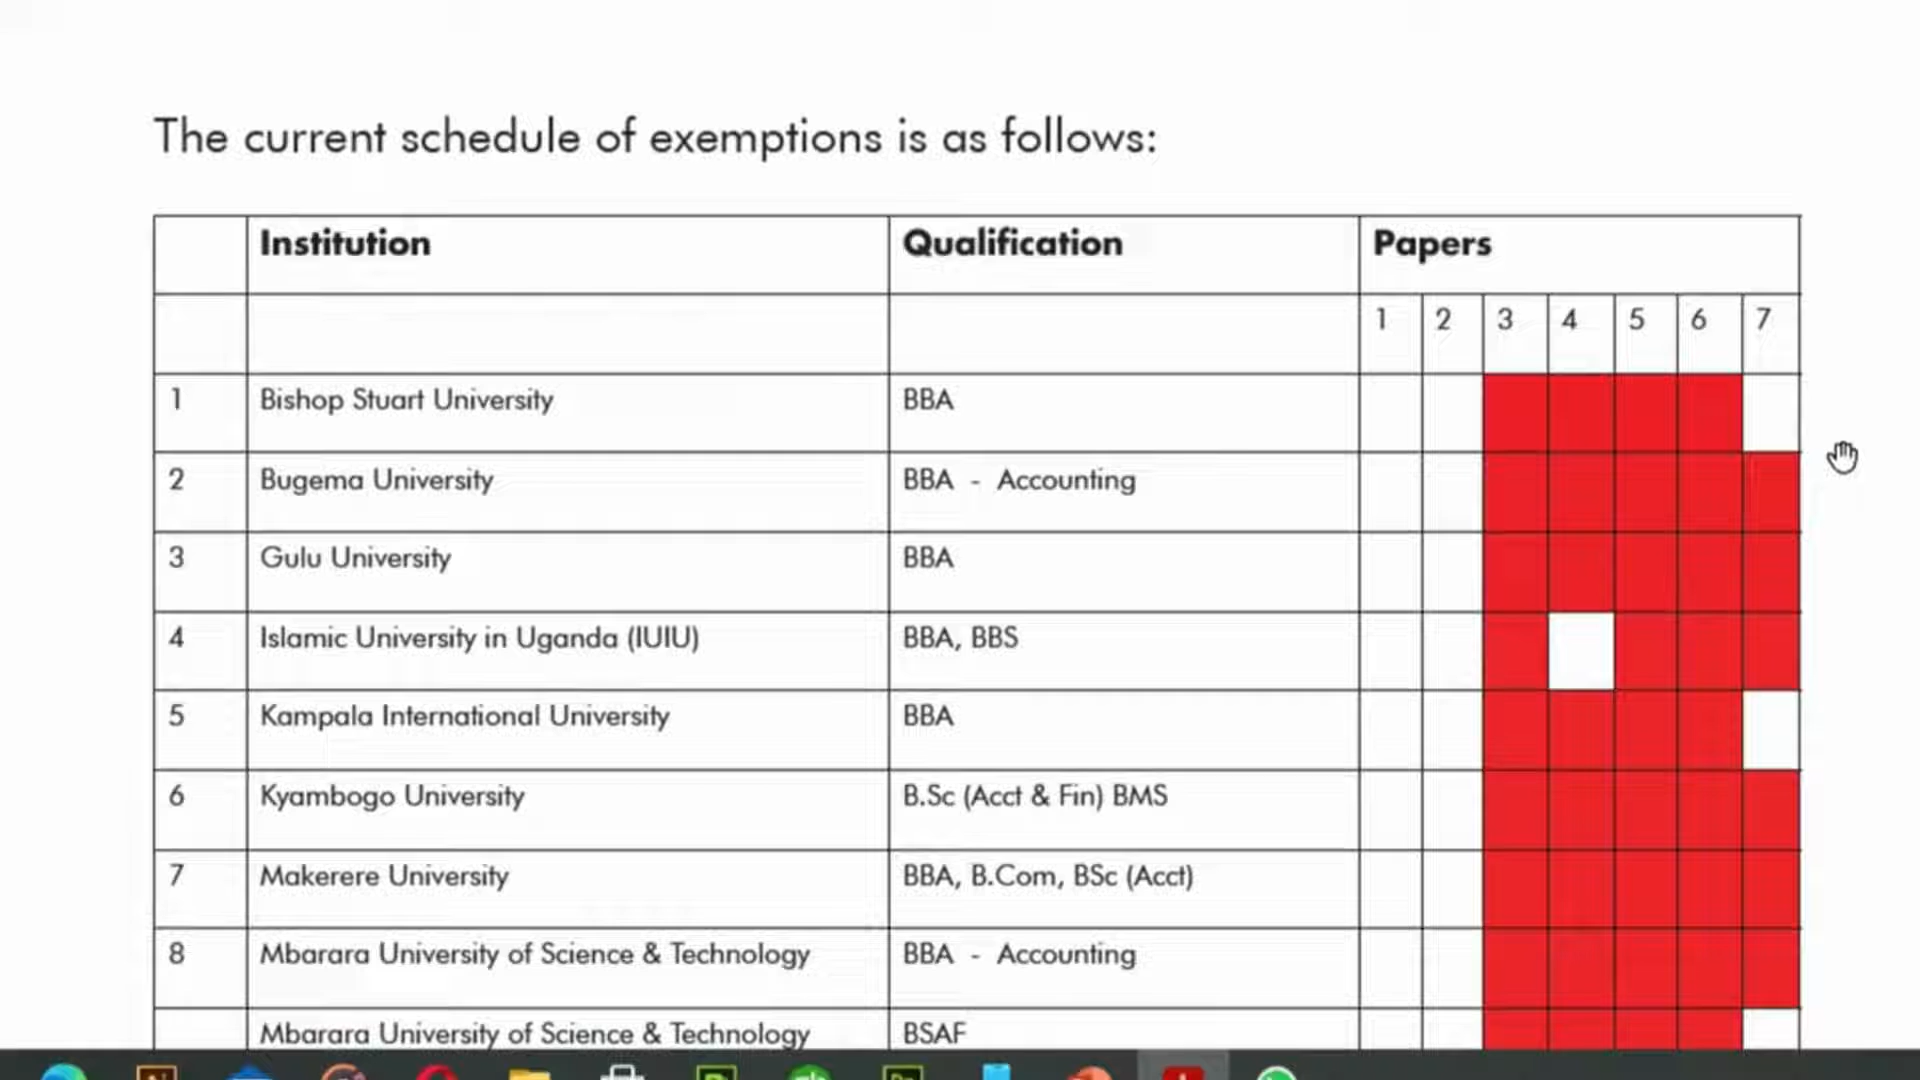 The current schedule of exemptions is as follows:
Institution Qualification Papers
1 2 3 4 5 6 7
1 Bishop Stuart University BBA
2 Bugema University BBA - Accounting
3 Gulu University BBA
4 Islamic University in Uganda (IUIU) BBA, BBS
5 Kampala International University BBA
6 Kyambogo University B.Sc (Acct & Fin) BMS
7 Makerere University BBA, B.Com, BSc (Acct)
8 Mbarara University of Science & Technology BBA - Accounting
Mbarara University of Science & Technology BSAF